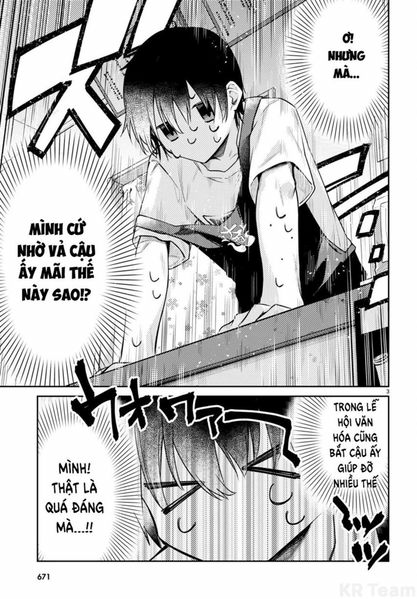 Ơ!
NHƯNG
MÀ...
MÌNH CỨ
NHỜ VẢ CẬU
ẤY MÃI THẾ
NÀY SAO!?
3
TRONG LỄ
HỘI VĂN
HÓA CŨNG
BẮT CẬU ẤY
GIÚP ĐỠ
NHIỀU THẾ
MÌNH!
THẬT LÀ
QUÁ ĐÁNG
MÀ...!!
671
KR Team